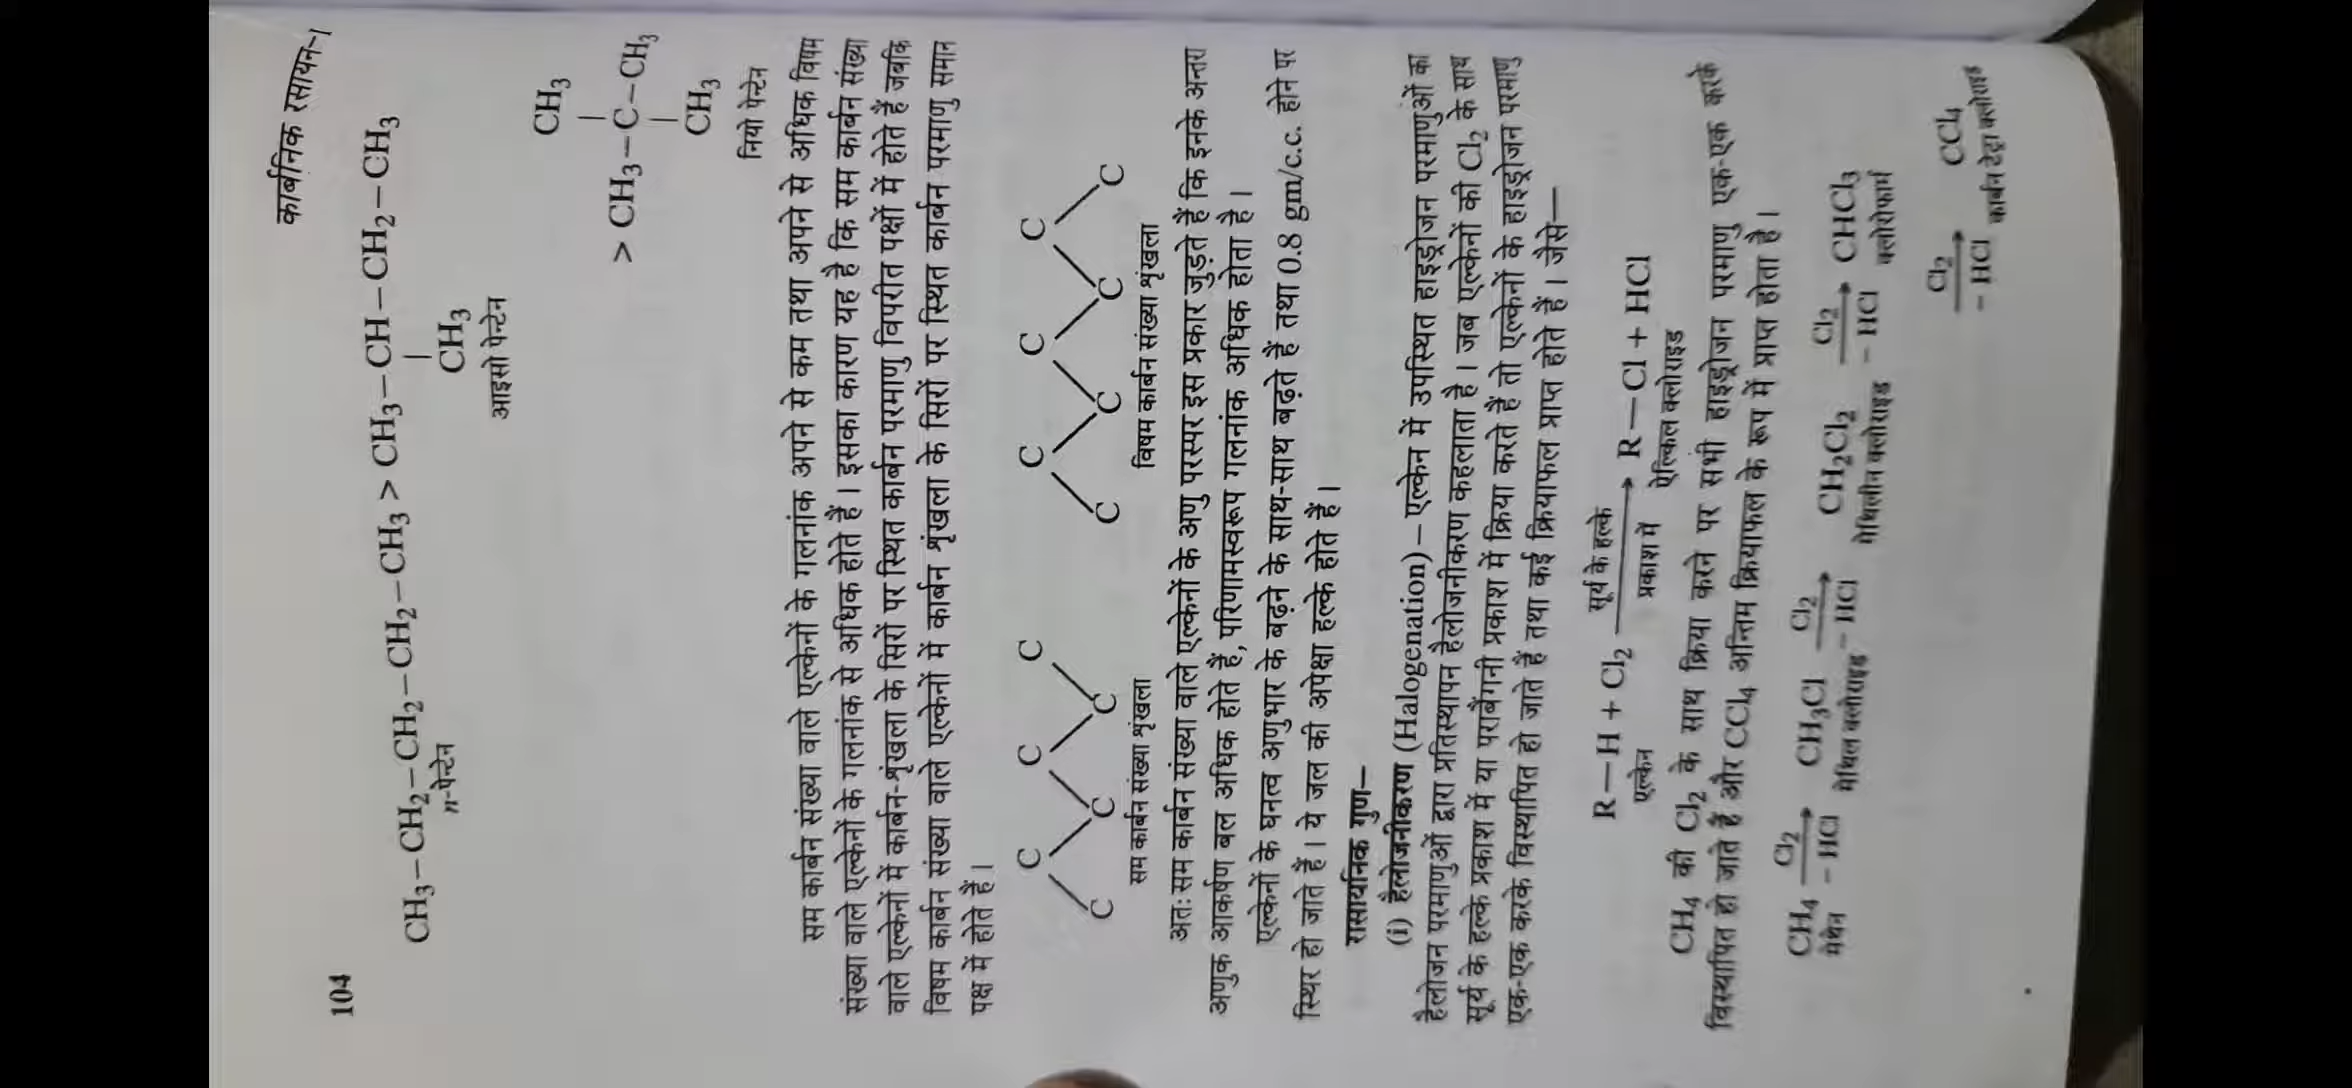 104
कार्बनिक रसायन-I
CH₃—CH₂—CH₂—CH₂—CH₃ > CH₃—CH—CH₂—CH₃
n-पेन्टेन
|
CH₃
आइसो पेन्टेन
CH₃
|
> CH₃—C—CH₃
|
CH₃
नियो पेन्टेन
सम कार्बन संख्या वाले एल्केनों के गलनांक अपने से कम तथा अपने से अधिक विषम
संख्या वाले एल्केनों के गलनांक से अधिक होते हैं। इसका कारण यह है कि सम कार्बन संख्या
वाले एल्केनों में कार्बन-शृंखला के सिरों पर स्थित कार्बन परमाणु विपरीत पक्षों में होते हैं जबकि
विषम कार्बन संख्या वाले एल्केनों में कार्बन शृंखला के सिरों पर स्थित कार्बन परमाणु समान
पक्ष में होते हैं।
C C C C C C
C C C C C C C
सम कार्बन संख्या शृंखला विषम कार्बन संख्या शृंखला
अतः सम कार्बन संख्या वाले एल्केनों के अणु परस्पर इस प्रकार जुड़ते हैं कि इनके अन्तरा
अणुक आकर्षण बल अधिक होते हैं, परिणामस्वरूप गलनांक अधिक होता है।
एल्केनों के घनत्व अणुभार के बढ़ने के साथ-साथ बढ़ते हैं तथा 0.8 gm/c.c. होने पर
स्थिर हो जाते हैं। ये जल की अपेक्षा हल्के होते हैं।
रासायनिक गुण—
(i) हैलोजनीकरण (Halogenation) – एल्केन में उपस्थित हाइड्रोजन परमाणुओं का
हैलोजन परमाणुओं द्वारा प्रतिस्थापन हैलोजनीकरण कहलाता है। जब एल्केनों की Cl₂ के साथ
सूर्य के हल्के प्रकाश में या पराबैंगनी प्रकाश में क्रिया करते हैं तो एल्केनों के हाइड्रोजन परमाणु
एक-एक करके विस्थापित हो जाते हैं तथा कई क्रियाफल प्राप्त होते हैं। जैसे—
सूर्य के हल्के
R—H + Cl₂ ⟶ R—Cl + HCl
प्रकाश में
एल्केन ऐल्किल क्लोराइड
CH₄ की Cl₂ के साथ क्रिया करने पर सभी हाइड्रोजन परमाणु एक-एक करके
विस्थापित हो जाते हैं और CCl₄ अन्तिम क्रियाफल के रूप में प्राप्त होता है।
Cl₂ Cl₂ Cl₂
CH₄ ⟶ CH₃Cl ⟶ CH₂Cl₂ ⟶ CHCl₃
– HCl – HCl – HCl
मेथेन मेथिल क्लोराइड मेथिलीन क्लोराइड क्लोरोफार्म
Cl₂
⟶ CCl₄
– HCl
कार्बन टेट्रा क्लोराइड